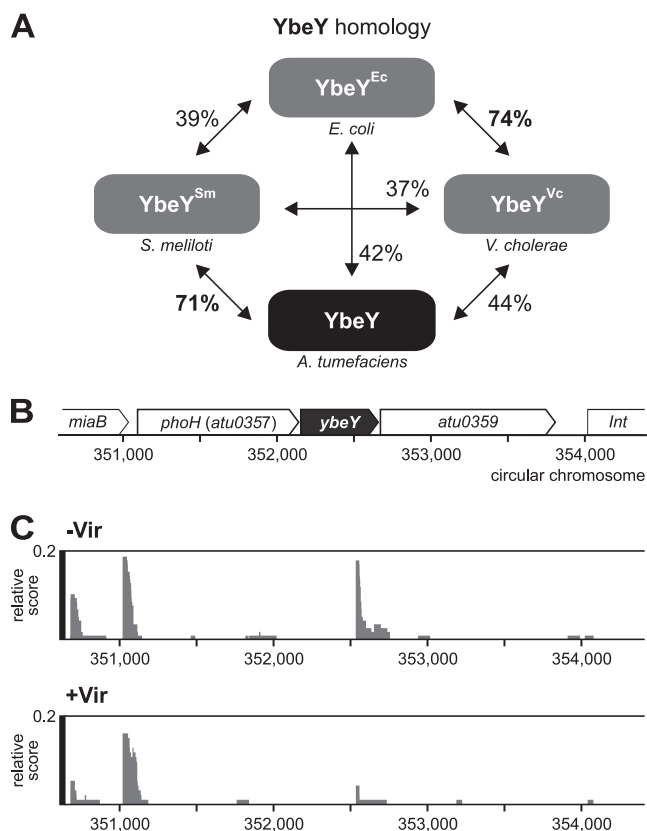 A
YbeY homology
YbeY^Ec
E. coli
39%
74%
YbeY^Sm
S. meliloti
37%
YbeY^Vc
V. cholerae
42%
71%
44%
YbeY
A. tumefaciens
B
miaB
phoH (atu0357)
ybeY
atu0359
Int
351,000 352,000 353,000 354,000
circular chromosome
C
-Vir
0.2
relative score
351,000 352,000 353,000 354,000
+Vir
0.2
relative score
351,000 352,000 353,000 354,000